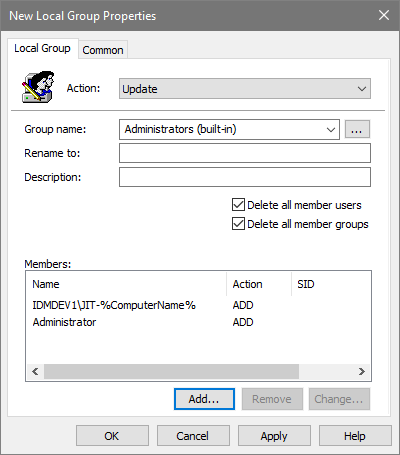 New Local Group Properties
Local Group
Common
Action:
Update
Group name:
Administrators (built-in)
...
Rename to:
Description:
Delete all member users
Delete all member groups
Members:
Name Action SID
IDMDEV1\JIT-%ComputerName% ADD
Administrator ADD
Add... Remove Change...
OK Cancel Apply Help